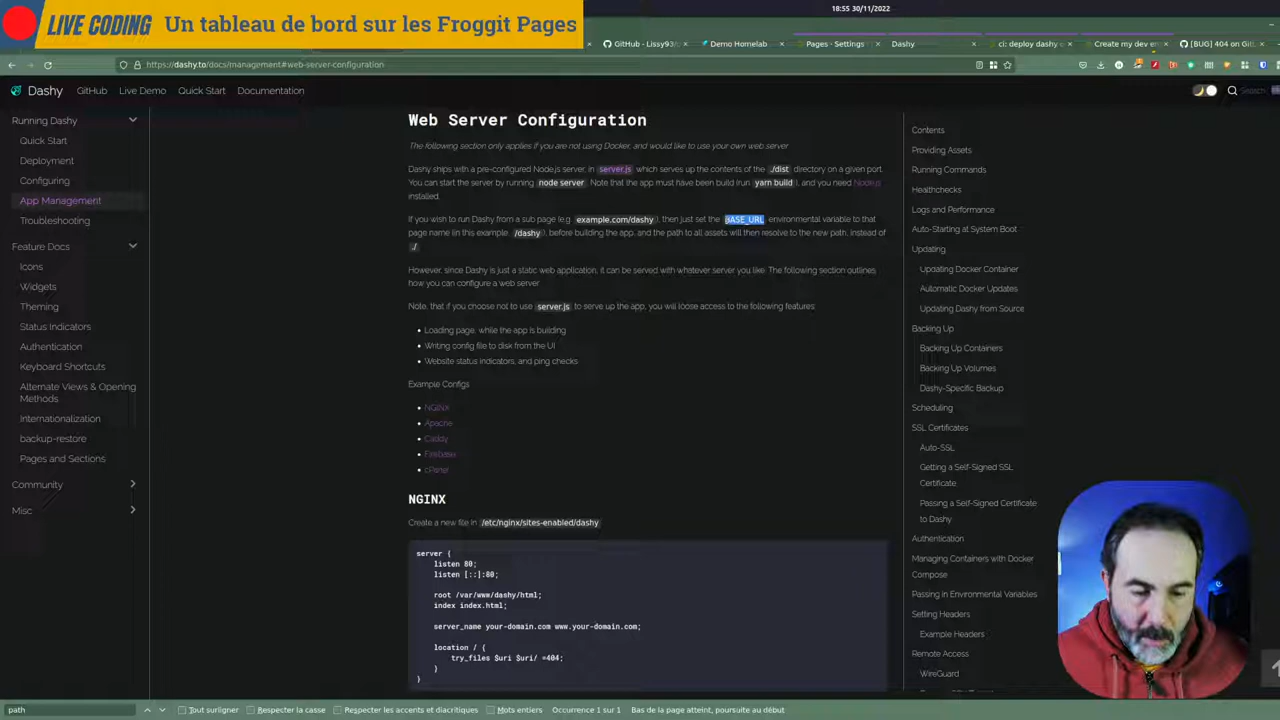 18:55 30/11/2022
LIVE CODING Un tableau de bord sur les Froggit Pages
GitHub - Lissy93/
Demo Homelab
Pages · Settings
Dashy
ci: deploy dashy
Create my dev
[BUG] 404 on Git
https://dashy.to/docs/management#web-server-configuration
Dashy GitHub Live Demo Quick Start Documentation
Search
Running Dashy
Quick Start
Deployment
Configuring
App Management
Troubleshooting
Feature Docs
Icons
Widgets
Theming
Status Indicators
Authentication
Keyboard Shortcuts
Alternate Views & Opening
Methods
Internationalization
backup-restore
Pages and Sections
Community
Misc
Web Server Configuration
The following section only applies if you are not using Docker, and would like to use your own web server
Dashy ships with a pre-configured Node.js server, in server.js which serves up the contents of the ./dist directory on a given port.
You can start the server by running node server. Note that the app must have been build (run yarn build), and you need Node.js
installed.
If you wish to run Dashy from a sub page (e.g. example.com/dashy), then just set the BASE_URL environmental variable to that
page name (in this example, /dashy), before building the app, and the path to all assets will then resolve to the new path, instead of
./
However, since Dashy is just a static web application, it can be served with whatever server you like. The following section outlines
how you can configure a web server.
Note, that if you choose not to use server.js to serve up the app, you will loose access to the following features:
• Loading page, while the app is building
• Writing config file to disk from the UI
• Website status indicators, and ping checks
Example Configs
• NGINX
• Apache
• Caddy
• Firebase
• cPanel
NGINX
Create a new file in /etc/nginx/sites-enabled/dashy
server {
listen 80;
listen [::]:80;
root /var/www/dashy/html;
index index.html;
server_name your-domain.com www.your-domain.com;
location / {
try_files $uri $uri/ =404;
}
}
Contents
Providing Assets
Running Commands
Healthchecks
Logs and Performance
Auto-Starting at System Boot
Updating
Updating Docker Container
Automatic Docker Updates
Updating Dashy from Source
Backing Up
Backing Up Containers
Backing Up Volumes
Dashy-Specific Backup
Scheduling
SSL Certificates
Auto-SSL
Getting a Self-Signed SSL
Certificate
Passing a Self-Signed Certificate
to Dashy
Authentication
Managing Containers with Docker
Compose
Passing in Environmental Variables
Setting Headers
Example Headers
Remote Access
WireGuard
path
Tout surligner Respecter la casse Respecter les accents et diacritiques Mots entiers Occurrence 1 sur 1 Bas de la page atteint, poursuite au début